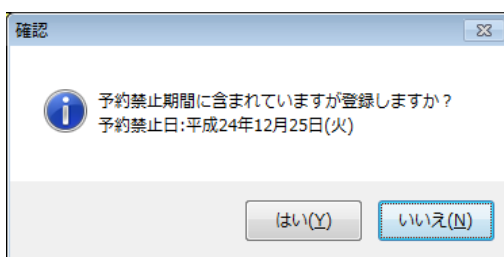 確認
予約禁止期間に含まれていますが登録しますか？
予約禁止日:平成24年12月25日(火)
はい(Y)
いいえ(N)